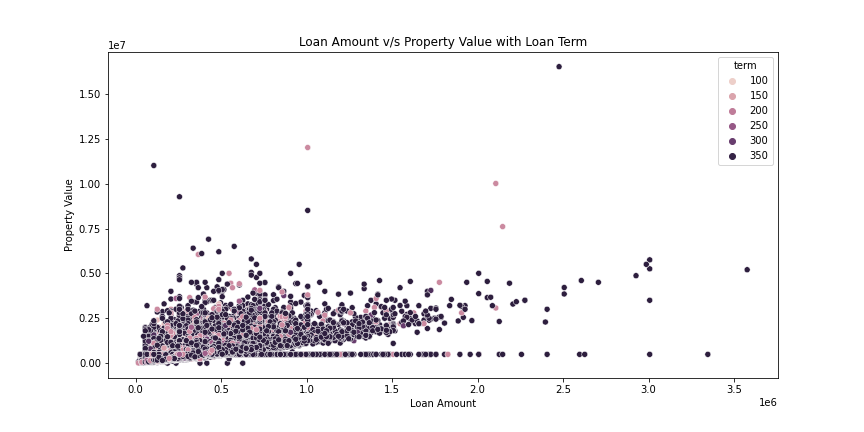 Loan Amount v/s Property Value with Loan Term
1e7
term
100
150
200
250
300
350
1.50
1.25
1.00
0.75
0.50
0.25
0.00
Property Value
0.0 0.5 1.0 1.5 2.0 2.5 3.0 3.5
Loan Amount
1e6